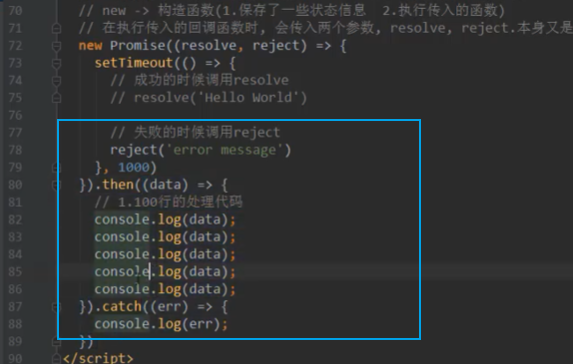 70 // new -> 构造函数(1.保存了一些状态信息 2.执行传入的函数)
71 // 在执行传入的回调函数时, 会传入两个参数, resolve, reject.本身又是
72 new Promise((resolve, reject) => {
73 setTimeout(() => {
74 // 成功的时候调用resolve
75 // resolve('Hello World')
76
77 // 失败的时候调用reject
78 reject('error message')
79 }, 1000)
80 }).then((data) => {
81 // 1.100行的处理代码
82 console.log(data);
83 console.log(data);
84 console.log(data);
85 console.log(data);
86 console.log(data);
87 }).catch((err) => {
88 console.log(err);
89 })
90 </script>